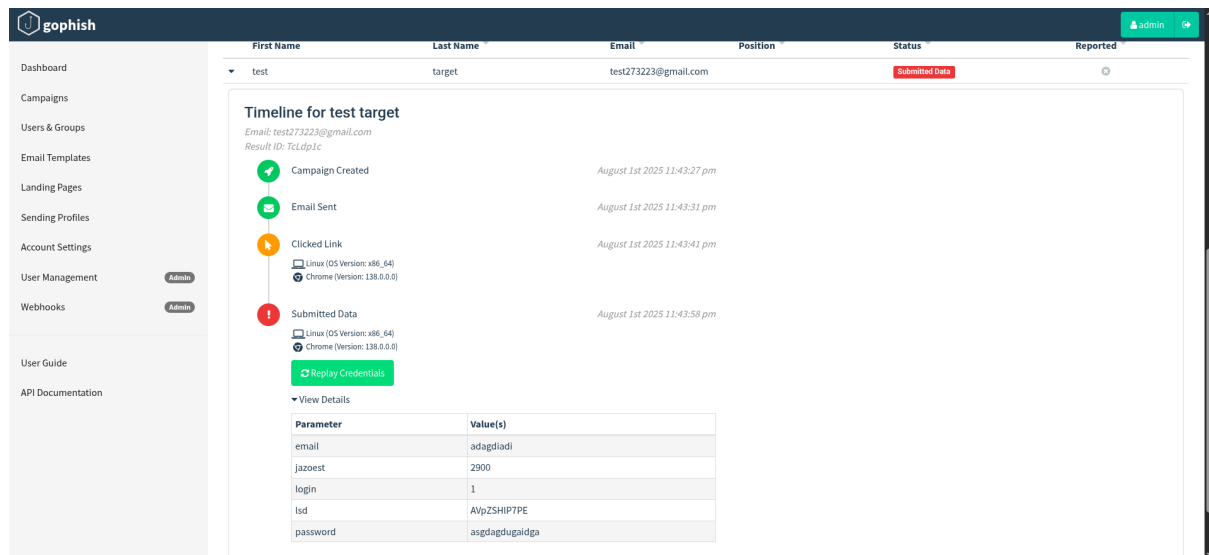 gophish
admin
Dashboard
Campaigns
Users & Groups
Email Templates
Landing Pages
Sending Profiles
Account Settings
User Management Admin
Webhooks Admin
User Guide
API Documentation
First Name Last Name Email Position Status Reported
test target test273223@gmail.com Submitted Data
Timeline for test target
Email: test273223@gmail.com
Result ID: TcLdp1c
Campaign Created August 1st 2025 11:43:27 pm
Email Sent August 1st 2025 11:43:31 pm
Clicked Link August 1st 2025 11:43:41 pm
Linux (OS Version: x86_64)
Chrome (Version: 138.0.0.0)
Submitted Data August 1st 2025 11:43:58 pm
Linux (OS Version: x86_64)
Chrome (Version: 138.0.0.0)
Replay Credentials
View Details
Parameter Value(s)
email adagdiadi
jazoest 2900
login 1
lsd AVpZSHIP7PE
password asgdagdugaidga